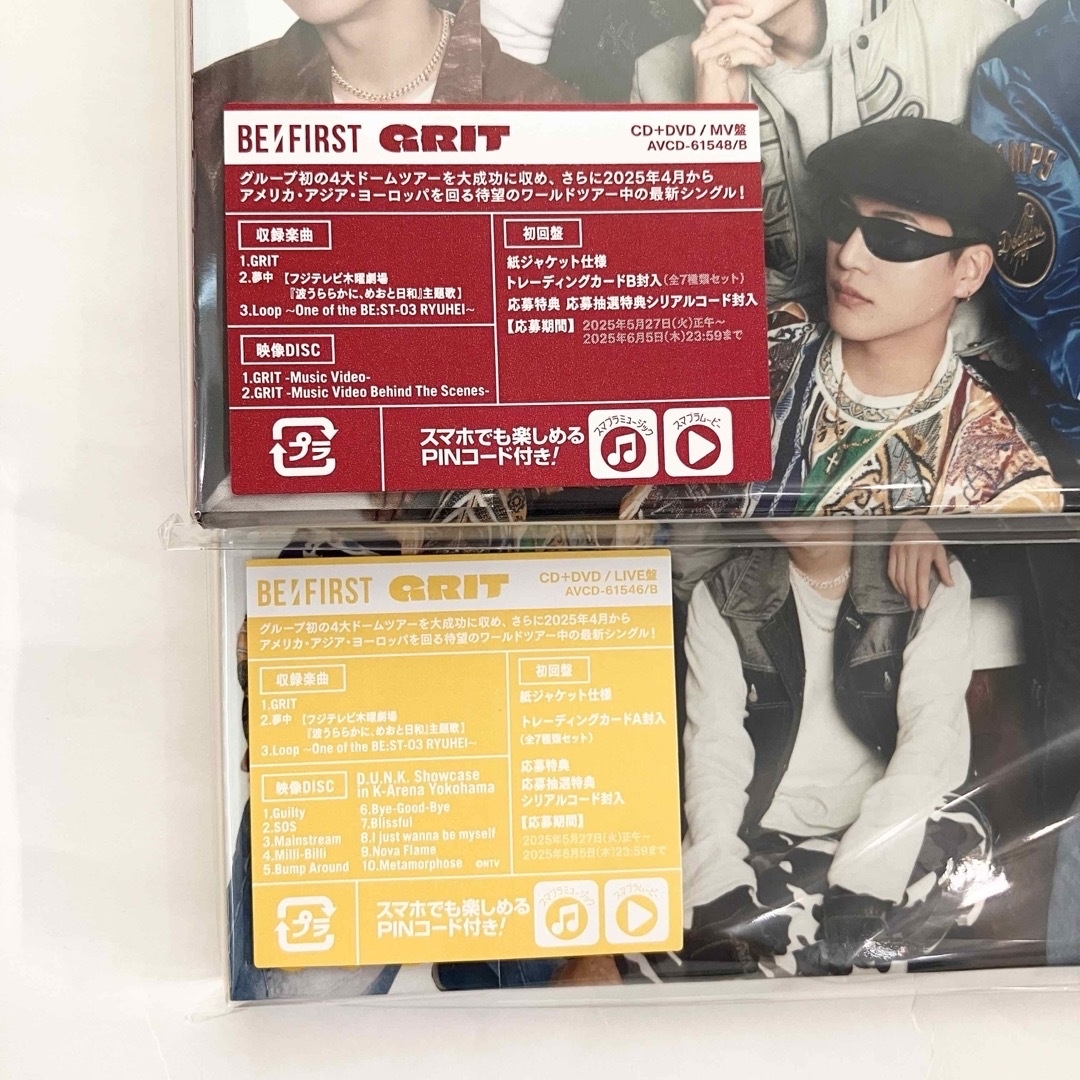 BE:FIRST GRIT
CD+DVD / MV盤
AVCD-61548/B
グループ初の4大ドームツアーを大成功に収め、さらに2025年4月から
アメリカ・アジア・ヨーロッパを回る待望のワールドツアー中の最新シングル!
収録楽曲
1.GRIT
2.夢中 【フジテレビ木曜劇場
『波うららかに、めおと日和』主題歌】
3.Loop ~One of the BE:ST-03 RYUHEI~
映像DISC
1.GRIT -Music Video-
2.GRIT -Music Video Behind The Scenes-
初回盤
紙ジャケット仕様
トレーディングカードB封入(全7種類セット)
応募特典 応募抽選特典シリアルコード封入
【応募期間】 2025年5月27日(火)正午~
2025年6月5日(木)23:59まで
プラ
スマホでも楽しめる
PINコード付き!
スマプラミュージック
スマプラムービー
AMPS
Dodgers
BE:FIRST GRIT
CD+DVD / LIVE盤
AVCD-61546/B
グループ初の4大ドームツアーを大成功に収め、さらに2025年4月から
アメリカ・アジア・ヨーロッパを回る待望のワールドツアー中の最新シングル!
収録楽曲
1.GRIT
2.夢中 【フジテレビ木曜劇場
『波うららかに、めおと日和』主題歌】
3.Loop ~One of the BE:ST-03 RYUHEI~
映像DISC
D.U.N.K. Showcase
in K-Arena Yokohama
1.Guilty
2.SOS
3.Mainstream
4.Milli-Billi
5.Bump Around
6.Bye-Good-Bye
7.Blissful
8.I just wanna be myself
9.Nova Flame
10.Metamorphose
©NTV
初回盤
紙ジャケット仕様
トレーディングカードA封入
(全7種類セット)
応募特典
応募抽選特典
シリアルコード封入
【応募期間】
2025年5月27日(火)正午~
2025年6月5日(木)23:59まで
プラ
スマホでも楽しめる
PINコード付き!
スマプラミュージック
スマプラムービー